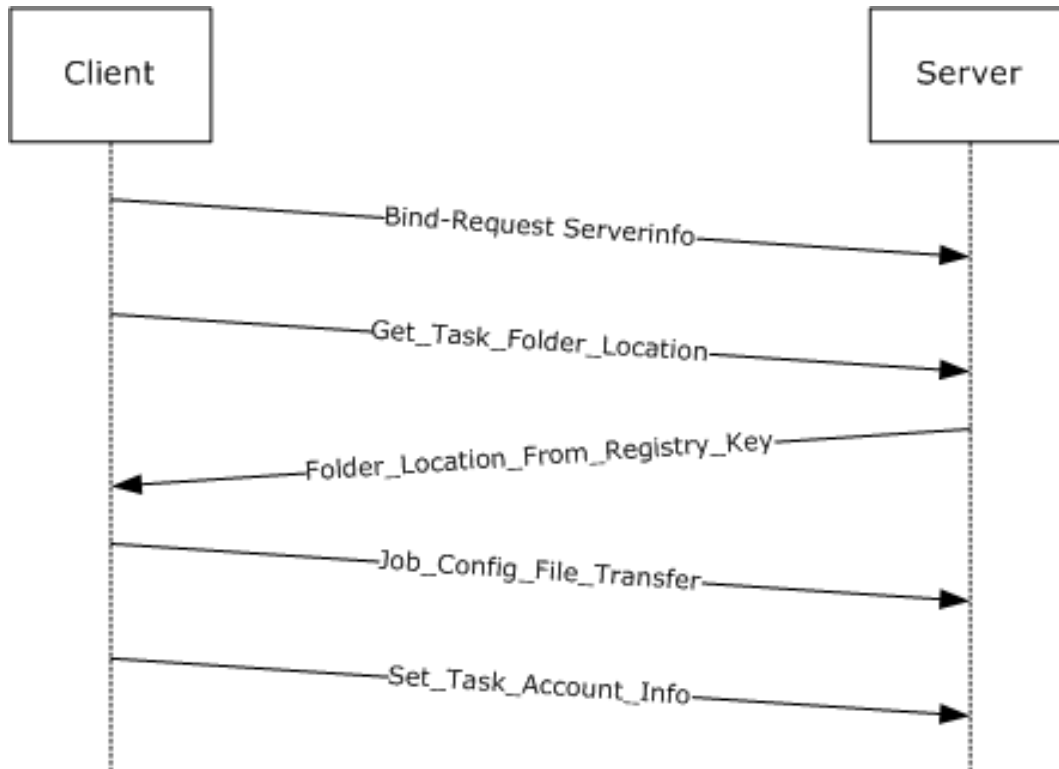 Client
Server
Bind-Request Serverinfo
Get_Task_Folder_Location
Folder_Location_From_Registry_Key
Job_Config_File_Transfer
Set_Task_Account_Info